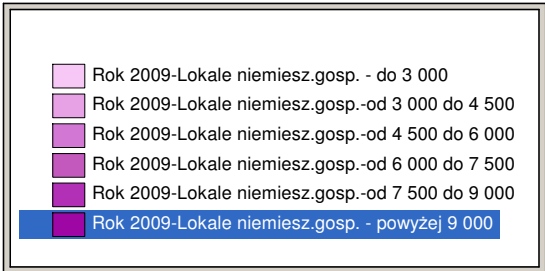 Rok 2009-Lokale niemiesz.gosp. - do 3 000
Rok 2009-Lokale niemiesz.gosp.-od 3 000 do 4 500
Rok 2009-Lokale niemiesz.gosp.-od 4 500 do 6 000
Rok 2009-Lokale niemiesz.gosp.-od 6 000 do 7 500
Rok 2009-Lokale niemiesz.gosp.-od 7 500 do 9 000
Rok 2009-Lokale niemiesz.gosp. - powyżej 9 000